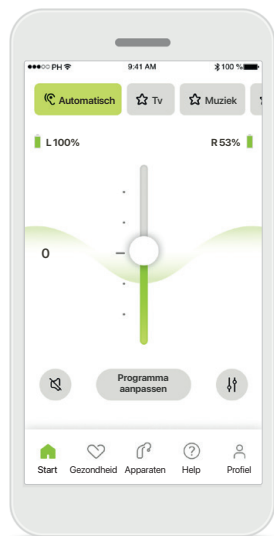 PH 9:41 AM 100 %
Automatisch Tv Muziek
L 100% R 53%
0
Programma
aanpassen
Start Gezondheid Apparaten Help Profiel